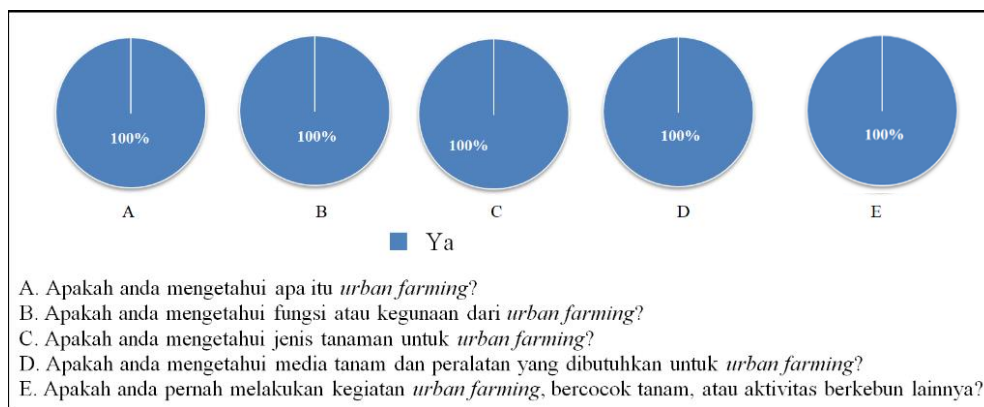 100% 100% 100% 100% 100%
A B C D E
Ya
A. Apakah anda mengetahui apa itu urban farming?
B. Apakah anda mengetahui fungsi atau kegunaan dari urban farming?
C. Apakah anda mengetahui jenis tanaman untuk urban farming?
D. Apakah anda mengetahui media tanam dan peralatan yang dibutuhkan untuk urban farming?
E. Apakah anda pernah melakukan kegiatan urban farming, bercocok tanam, atau aktivitas berkebun lainnya?